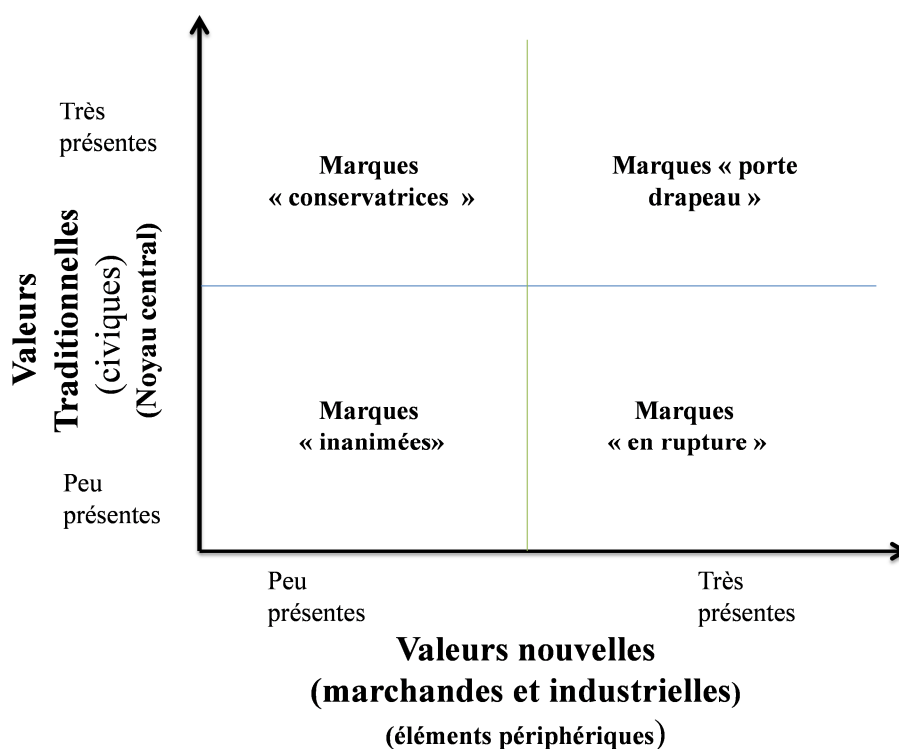 Très
présentes
Marques
« conservatrices »
Marques « porte
drapeau »
Valeurs
Traditionnelles
(civiques)
(Noyau central)
Marques
« inanimées»
Marques
« en rupture »
Peu
présentes
Peu
présentes
Très
présentes
Valeurs nouvelles
(marchandes et industrielles)
(éléments périphériques)